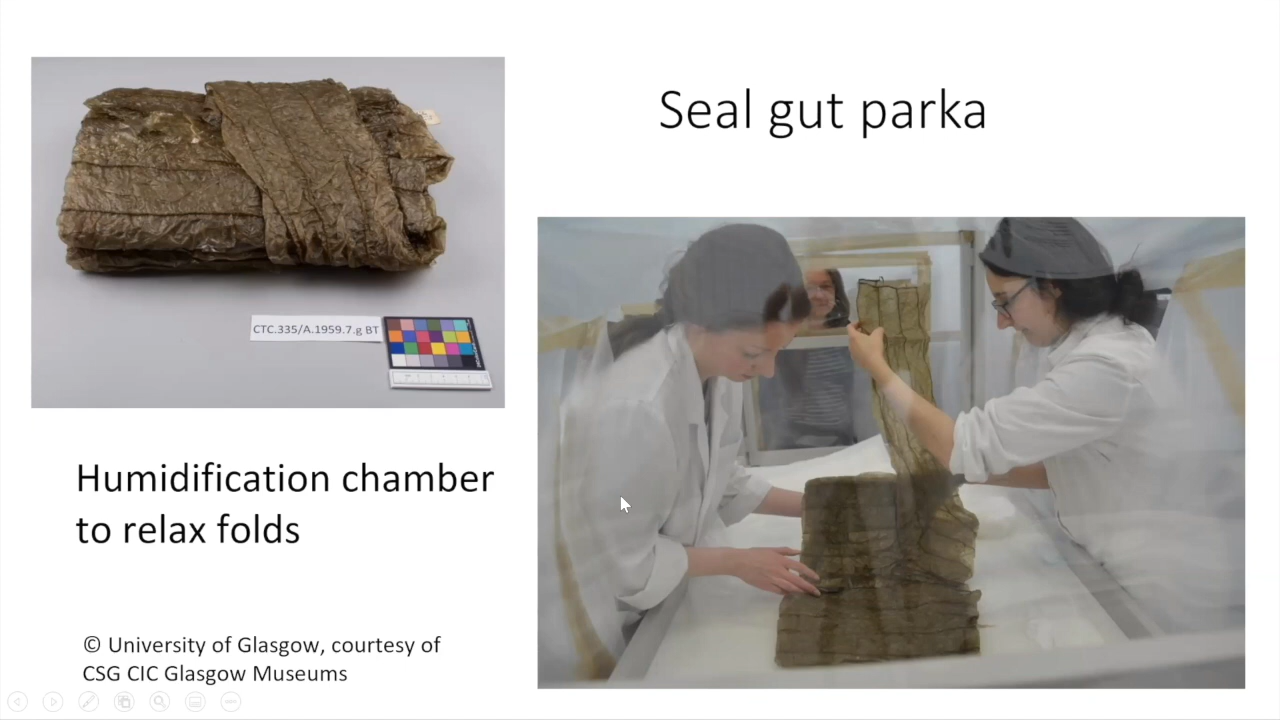 Seal gut parka
CTC.335/A.1959.7.g BT
Humidification chamber
to relax folds
© University of Glasgow, courtesy of
CSG CIC Glasgow Museums